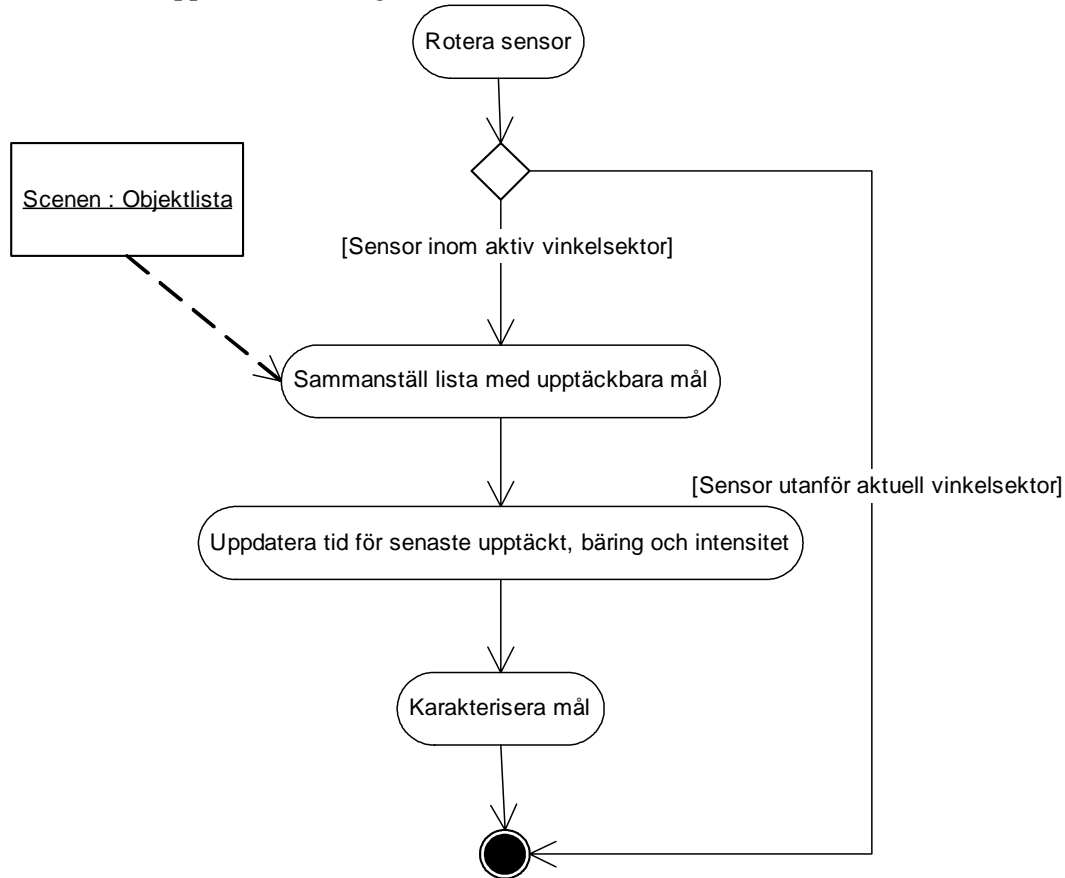 Rotera sensor
Scenen : Objektlista
[Sensor inom aktiv vinkelsektor]
Sammanställ lista med upptäckbara mål
[Sensor utanför aktuell vinkelsektor]
Uppdatera tid för senaste upptäckt, bäring och intensitet
Karakterisera mål